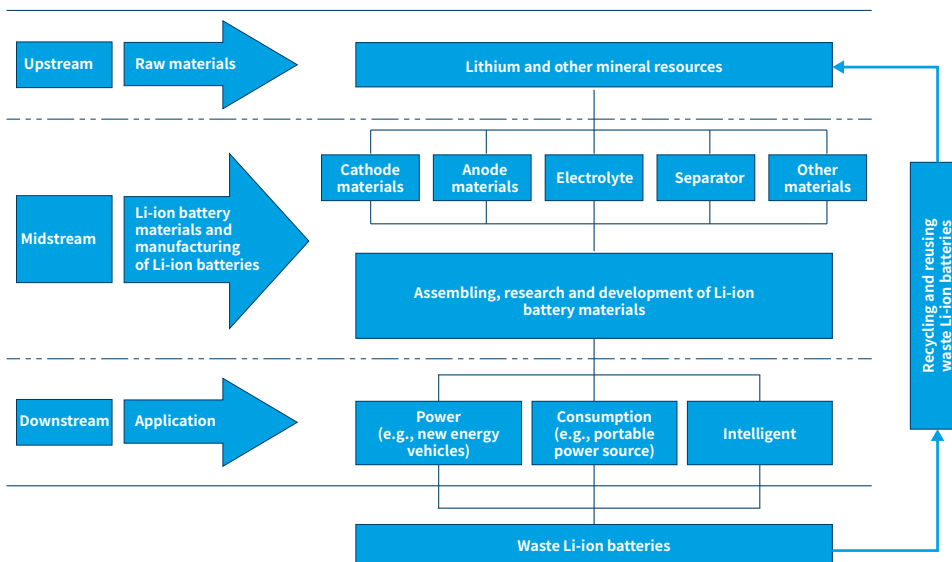 Upstream
Raw materials
Lithium and other mineral resources
Cathode
materials
Anode
materials
Electrolyte
Separator
Other
materials
Midstream
Li-ion battery
materials and
manufacturing
of Li-ion batteries
Assembling, research and development of Li-ion
battery materials
Downstream
Application
Power
(e.g., new energy
vehicles)
Consumption
(e.g., portable
power source)
Intelligent
Waste Li-ion batteries
Recycling and reusing
waste Li-ion batteries